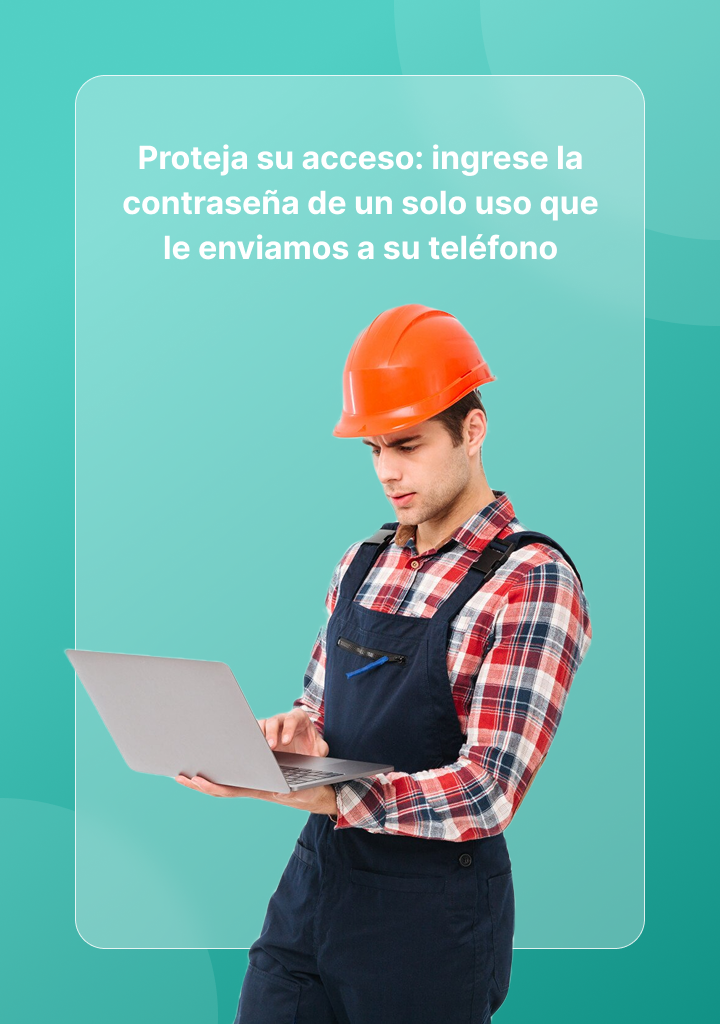 Proteja su acceso: ingrese la
contraseña de un solo uso que
le enviamos a su teléfono